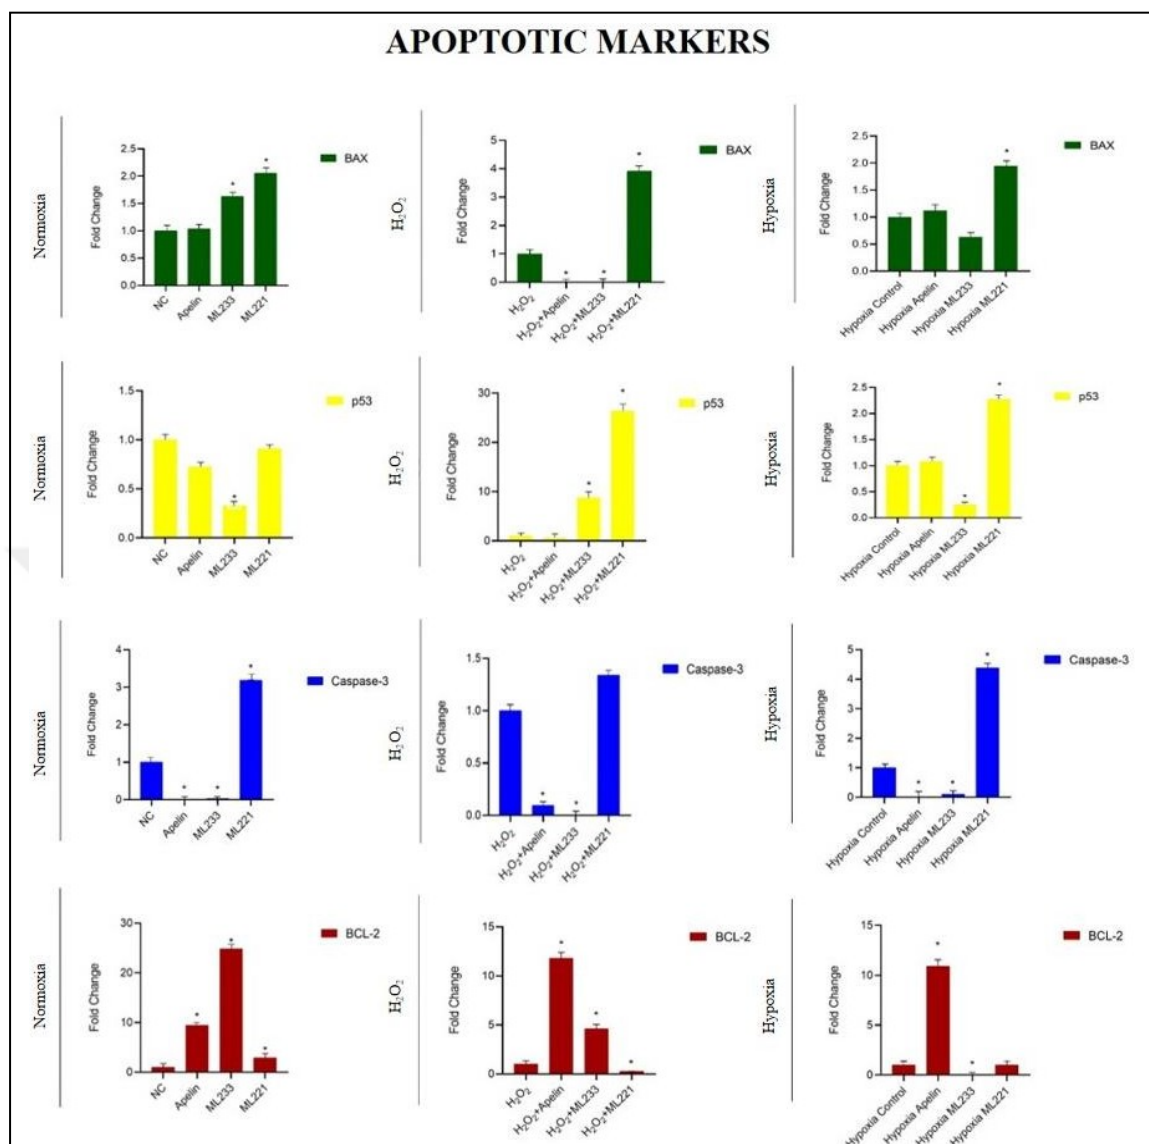 APOPTOTIC MARKERS
Normoxia
Fold Change
2.5
2.0
1.5
1.0
0.5
0.0
NC
Apelin
ML233
ML221
* *
BAX
H₂O₂
Fold Change
5
4
3
2
1
0
H₂O₂
H₂O₂+Apelin
H₂O₂+ML233
H₂O₂+ML221
* * *
BAX
Hypoxia
Fold Change
2.5
2.0
1.5
1.0
0.5
0.0
Hypoxia Control
Hypoxia Apelin
Hypoxia ML233
Hypoxia ML221
*
BAX
Normoxia
Fold Change
1.5
1.0
0.5
0.0
NC
Apelin
ML233
ML221
*
p53
H₂O₂
Fold Change
30
20
10
0
H₂O₂
H₂O₂+Apelin
H₂O₂+ML233
H₂O₂+ML221
* *
p53
Hypoxia
Fold Change
2.5
2.0
1.5
1.0
0.5
0.0
Hypoxia Control
Hypoxia Apelin
Hypoxia ML233
Hypoxia ML221
* *
p53
Normoxia
Fold Change
4
3
2
1
0
NC
Apelin
ML233
ML221
* * *
Caspase-3
H₂O₂
Fold Change
1.5
1.0
0.5
0.0
H₂O₂
H₂O₂+Apelin
H₂O₂+ML233
H₂O₂+ML221
* *
Caspase-3
Hypoxia
Fold Change
5
4
3
2
1
0
Hypoxia Control
Hypoxia Apelin
Hypoxia ML233
Hypoxia ML221
* * *
Caspase-3
Normoxia
Fold Change
30
20
10
0
NC
Apelin
ML233
ML221
* * *
BCL-2
H₂O₂
Fold Change
15
10
5
0
H₂O₂
H₂O₂+Apelin
H₂O₂+ML233
H₂O₂+ML221
* * *
BCL-2
Hypoxia
Fold Change
15
10
5
0
Hypoxia Control
Hypoxia Apelin
Hypoxia ML233
Hypoxia ML221
* *
BCL-2